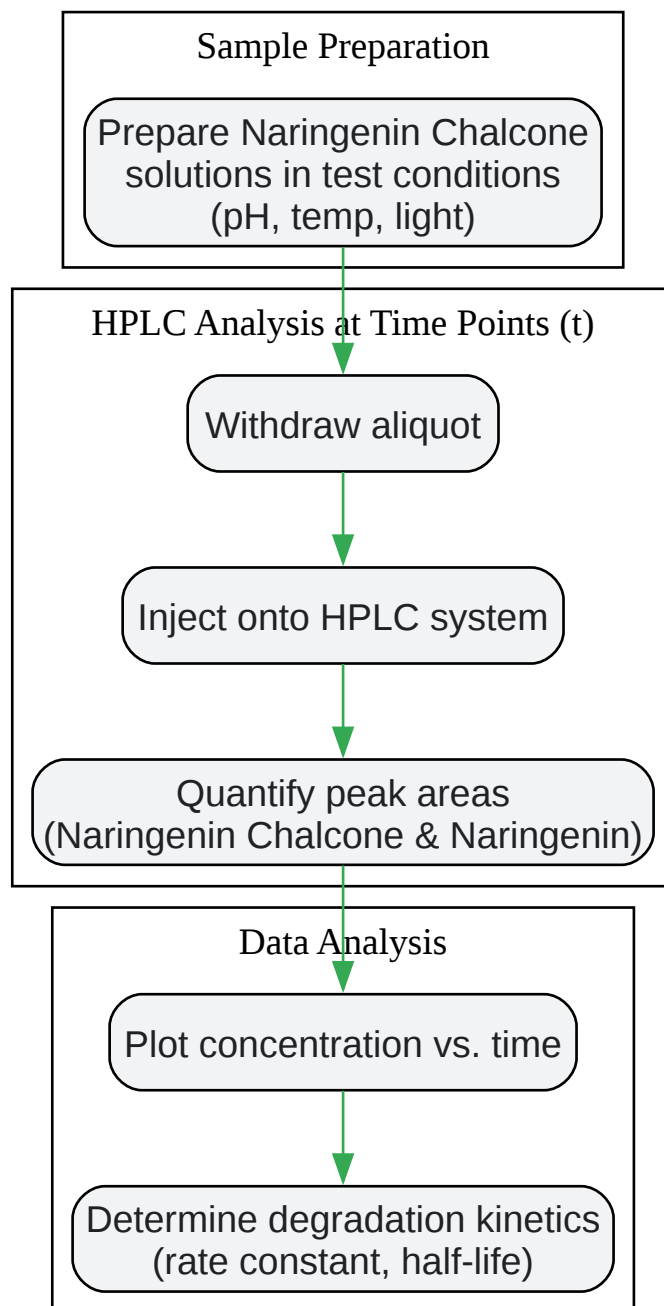 Sample Preparation
Prepare Naringenin Chalcone
solutions in test conditions
(pH, temp, light)
HPLC Analysis at Time Points (t)
Withdraw aliquot
Inject onto HPLC system
Quantify peak areas
(Naringenin Chalcone & Naringenin)
Data Analysis
Plot concentration vs. time
Determine degradation kinetics
(rate constant, half-life)